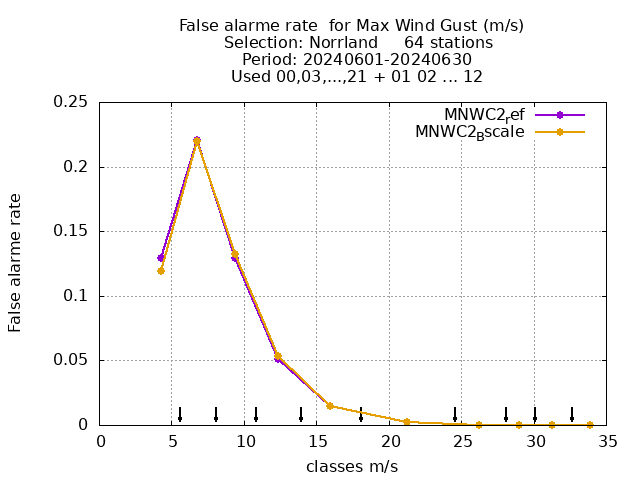 False alarme rate  for Max Wind Gust (m/s)
Selection: Norrland     64 stations
Period: 20240601-20240630
Used 00,03,...,21 + 01 02 ... 12
MNWC2ref
MNWC2Bscale
0.25
0.2
0.15
0.1
0.05
0
False alarme rate
0 5 10 15 20 25 30 35
classes m/s